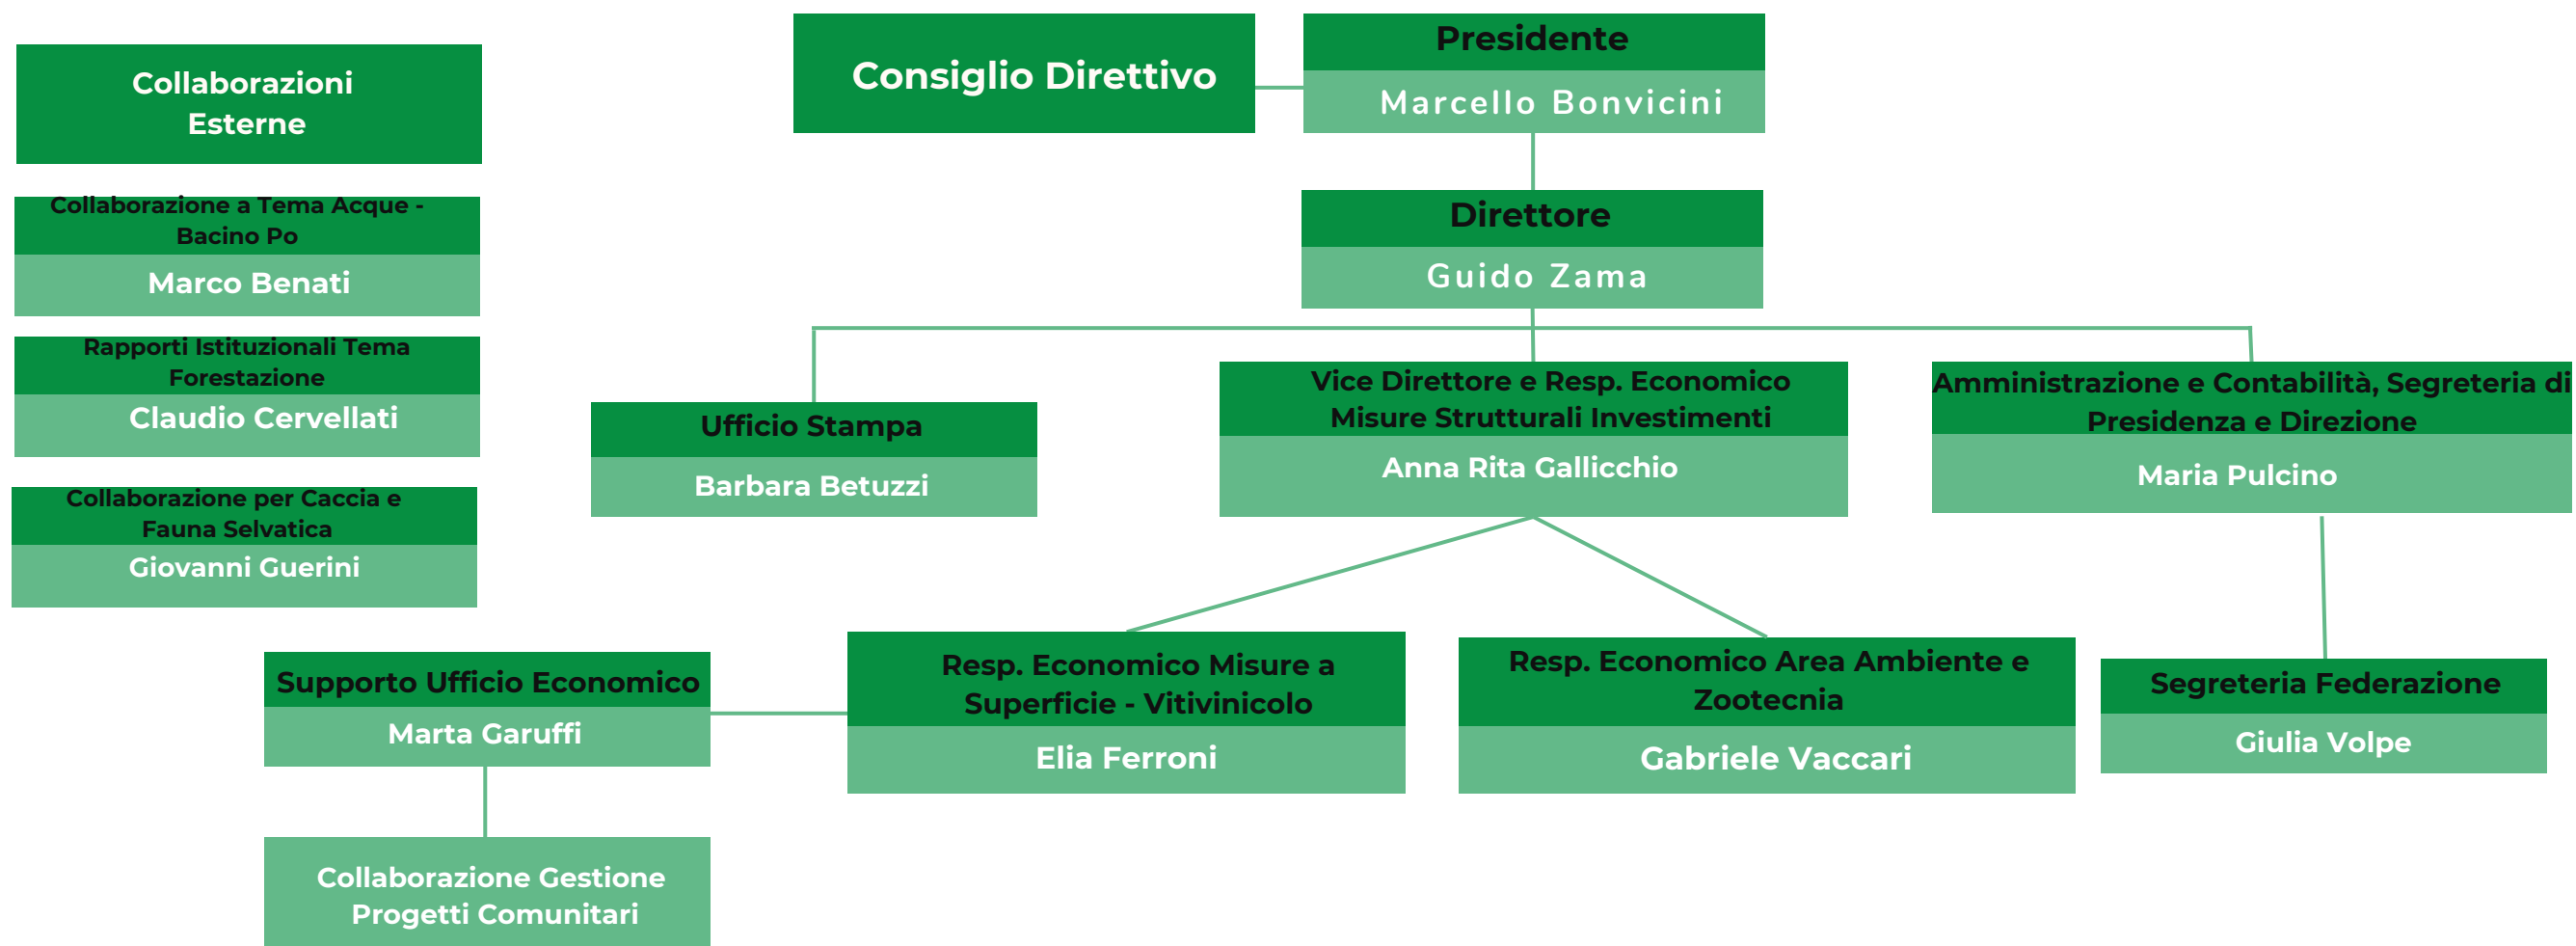 Collaborazioni
Esterne
Collaborazione a Tema Acque -
Bacino Po
Marco Benati
Rapporti Istituzionali Tema
Forestazione
Claudio Cervellati
Collaborazione per Caccia e
Fauna Selvatica
Giovanni Guerini
Consiglio Direttivo
Presidente
Marcello Bonvicini
Direttore
Guido Zama
Ufficio Stampa
Barbara Betuzzi
Vice Direttore e Resp. Economico
Misure Strutturali Investimenti
Anna Rita Gallicchio
Amministrazione e Contabilità, Segreteria di
Presidenza e Direzione
Maria Pulcino
Supporto Ufficio Economico
Marta Garuffi
Resp. Economico Misure a
Superficie - Vitivinicolo
Elia Ferroni
Resp. Economico Area Ambiente e
Zootecnia
Gabriele Vaccari
Segreteria Federazione
Giulia Volpe
Collaborazione Gestione
Progetti Comunitari